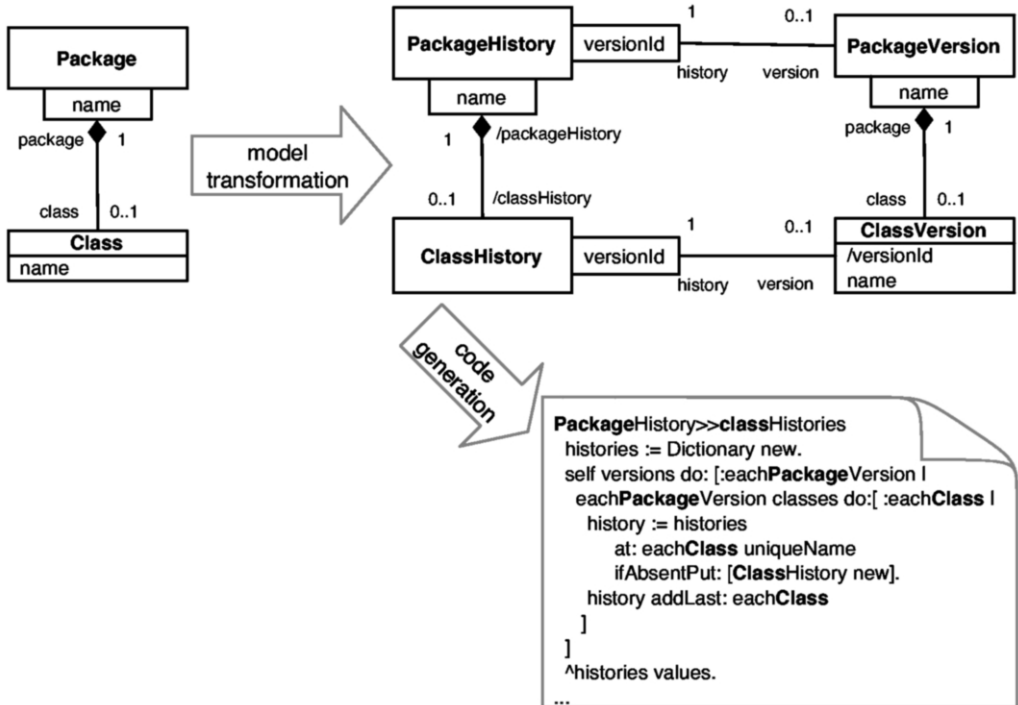 Package
name
package
1
class
0..1
Class
name
model
transformation
PackageHistory
versionId
1
0..1
history
version
PackageVersion
name
name
1
/packageHistory
package
1
0..1
/classHistory
class
0..1
ClassHistory
versionId
1
0..1
history
version
ClassVersion
/versionId
name
code
generation
PackageHistory>>classHistories
histories := Dictionary new.
self versions do: [:eachPackageVersion |
eachPackageVersion classes do:[ :eachClass |
history := histories
at: eachClass uniqueName
ifAbsentPut: [ClassHistory new].
history addLast: eachClass
]
]
^histories values.
...